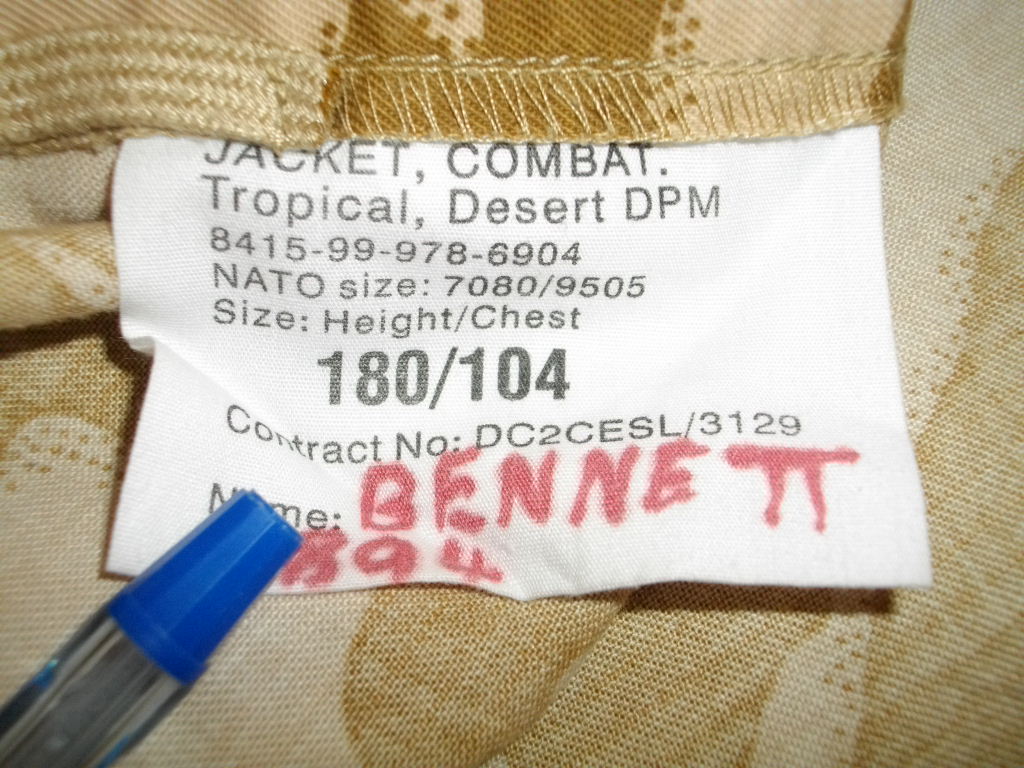 JACKET, COMBAT.
Tropical, Desert DPM
8415-99-978-6904
NATO size: 7080/9505
Size: Height/Chest
180/104
Contract No: DC2CESL/3129
Name: BENNETT
894